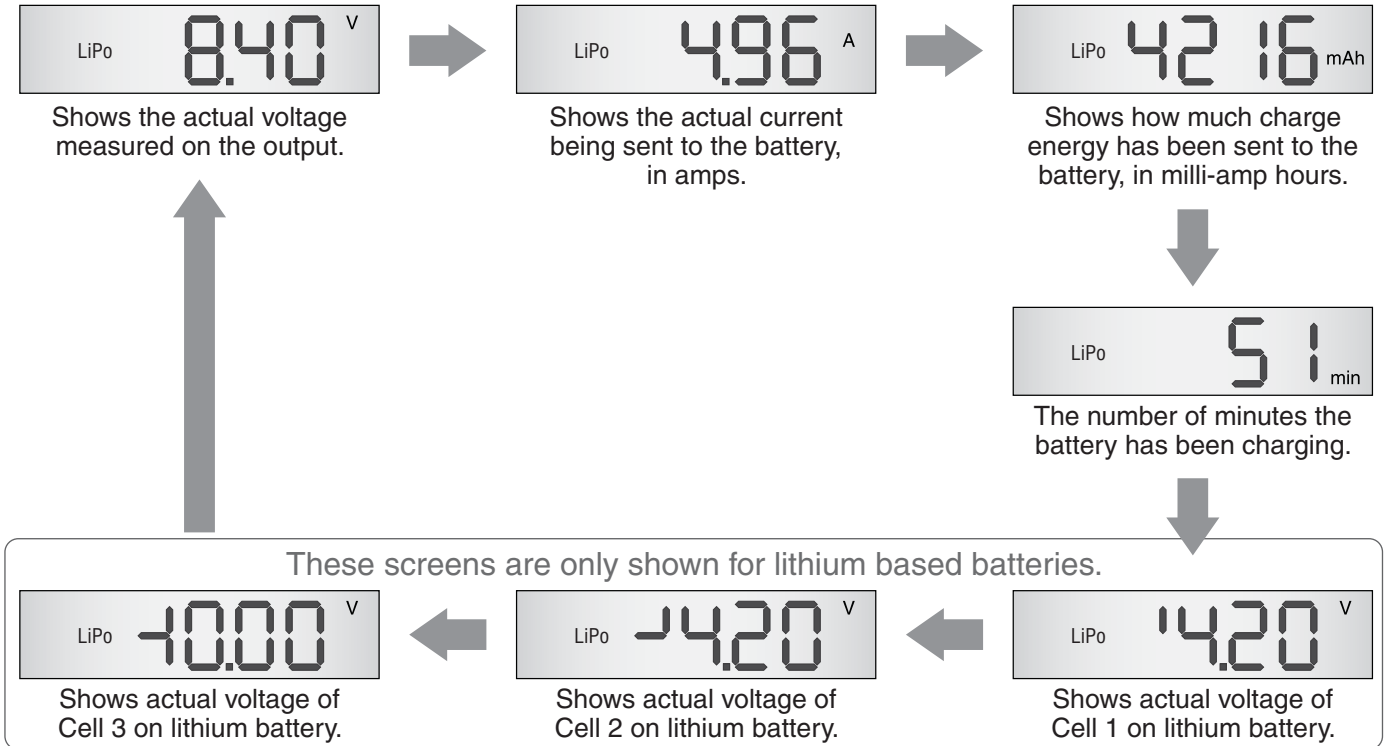 LiPo 8.40 V
Shows the actual voltage
measured on the output.
LiPo 4.96 A
Shows the actual current
being sent to the battery,
in amps.
LiPo 4216 mAh
Shows how much charge
energy has been sent to the
battery, in milli-amp hours.
LiPo 51 min
The number of minutes the
battery has been charging.
These screens are only shown for lithium based batteries.
LiPo 4.20 V
Shows actual voltage of
Cell 1 on lithium battery.
LiPo 4.20 V
Shows actual voltage of
Cell 2 on lithium battery.
LiPo 0.00 V
Shows actual voltage of
Cell 3 on lithium battery.